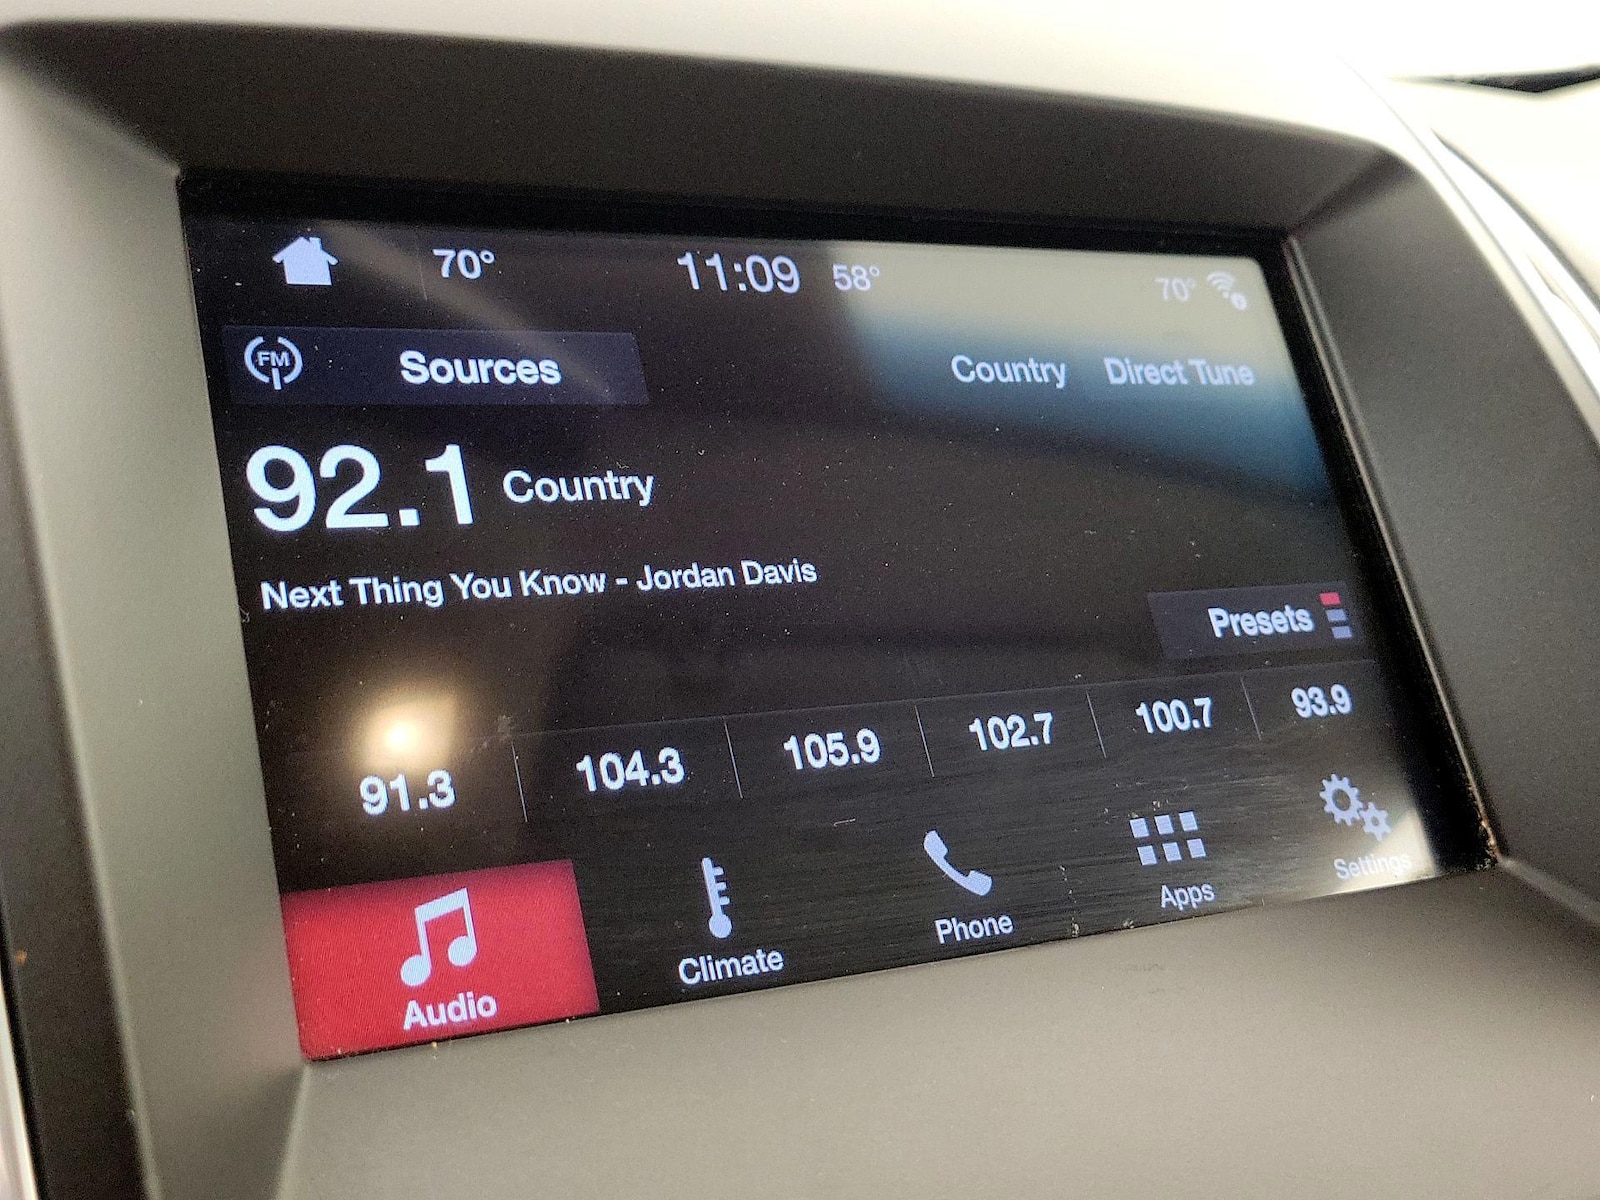 70° 11:09 58° 70°
FM Sources Country Direct Tune
92.1 Country
Next Thing You Know - Jordan Davis
Presets
91.3 104.3 105.9 102.7 100.7 93.9
Audio Climate Phone Apps Settings